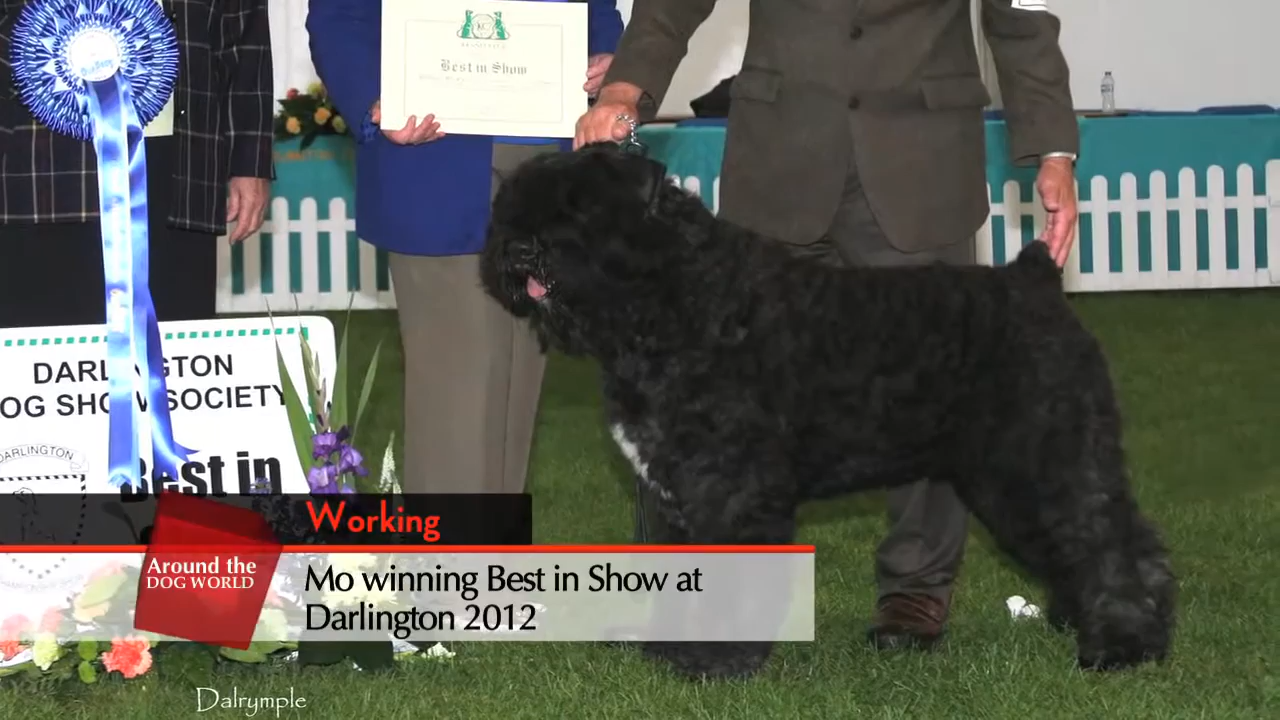 Best in Show
DARLINGTON
DOG SHOW SOCIETY
DARLINGTON
Best in
Working
Around the
DOG WORLD
Mo winning Best in Show at
Darlington 2012
Dalrymple